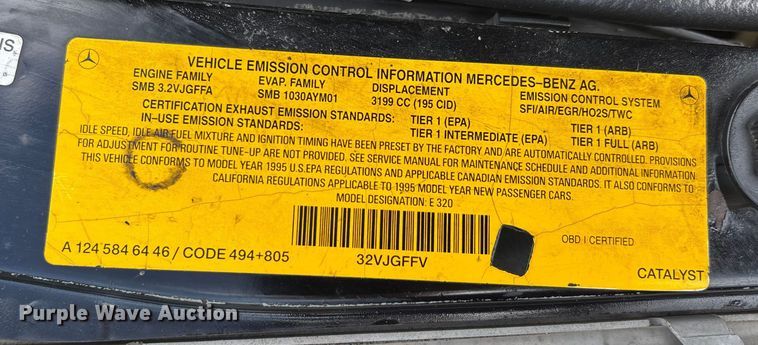 IS
VEHICLE EMISSION CONTROL INFORMATION MERCEDES-BENZ AG.
ENGINE FAMILY EVAP. FAMILY DISPLACEMENT EMISSION CONTROL SYSTEM
SMB 3.2VJGFFA SMB 1030AYM01 3199 CC (195 CID) SFI/AIR/EGR/HO2S/TWC
CERTIFICATION EXHAUST EMISSION STANDARDS: TIER 1 (EPA) TIER 1 (ARB)
IN-USE EMISSION STANDARDS: TIER 1 INTERMEDIATE (EPA) TIER 1 FULL (ARB)
IDLE SPEED, IDLE AIR FUEL MIXTURE AND IGNITION TIMING HAVE BEEN PRESET BY THE FACTORY AND ARE AUTOMATICALLY CONTROLLED. PROVISIONS
FOR ADJUSTMENT FOR ROUTINE TUNE-UP ARE NOT PROVIDED. SEE SERVICE MANUAL FOR MAINTENANCE SCHEDULE AND ADDITIONAL INFORMATION.
THIS VEHICLE CONFORMS TO MODEL YEAR 1995 U.S.EPA REGULATIONS AND APPLICABLE CANADIAN EMISSION STANDARDS. IT ALSO CONFORMS TO
CALIFORNIA REGULATIONS APPLICABLE TO 1995 MODEL YEAR NEW PASSENGER CARS.
MODEL DESIGNATION: E 320
OBD I CERTIFIED
A 124 584 64 46 / CODE 494+805 32VJGFFV CATALYST
Purple Wave Auction